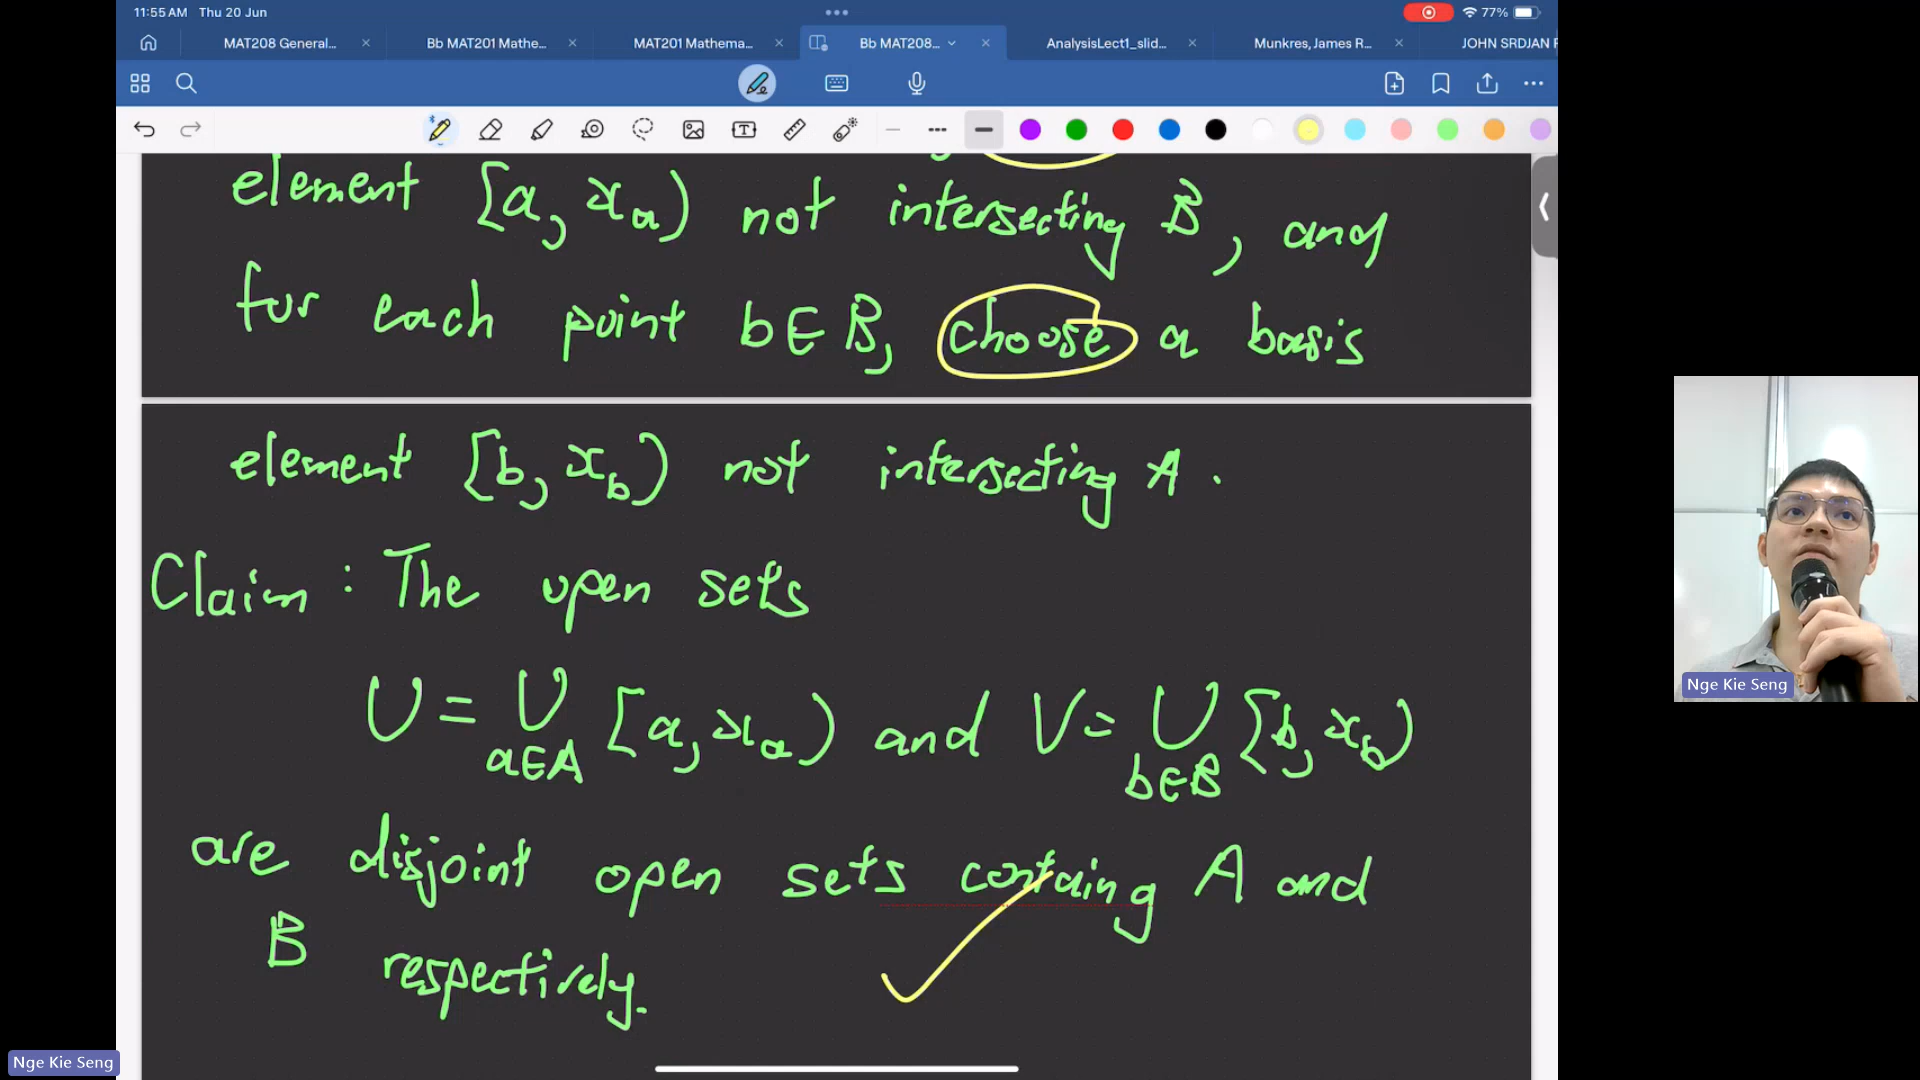 11:55 AM Thu 20 Jun
77%
MAT208 General...
Bb MAT201 Mathe...
MAT201 Mathema...
Bb MAT208...
AnalysisLect1_slid...
Munkres, James R...
JOHN SRDJAN P
element [a, xₐ) not intersecting B, and
for each point b∈B, choose a basis
element [b, x_b) not intersecting A.
Claim: The open sets
U = ⋃_{a∈A} [a, xₐ) and V = ⋃_{b∈B} [b, x_b)
are disjoint open sets containg A and
B respectively.
Nge Kie Seng
Nge Kie Seng